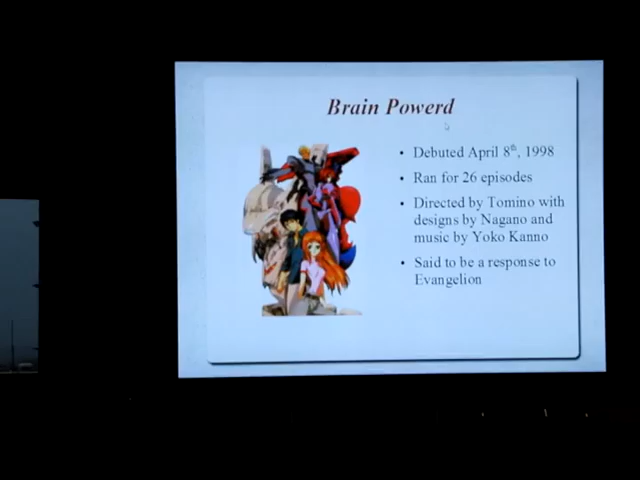 Brain Powerd
• Debuted April 8th, 1998
• Ran for 26 episodes
• Directed by Tomino with
designs by Nagano and
music by Yoko Kanno
• Said to be a response to
Evangelion